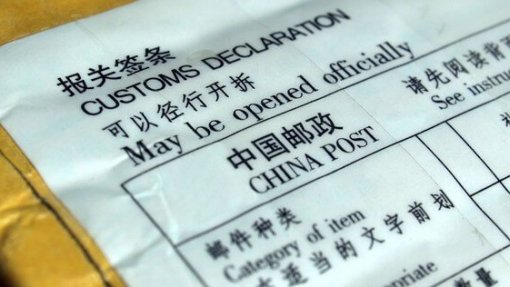 报关签条
CUSTOMS DECLARATION
可以径行开拆
May be opened officially
请先阅读背
See instruc
中国邮政
CHINA POST
邮件种类
Category of item
适当的文字前划